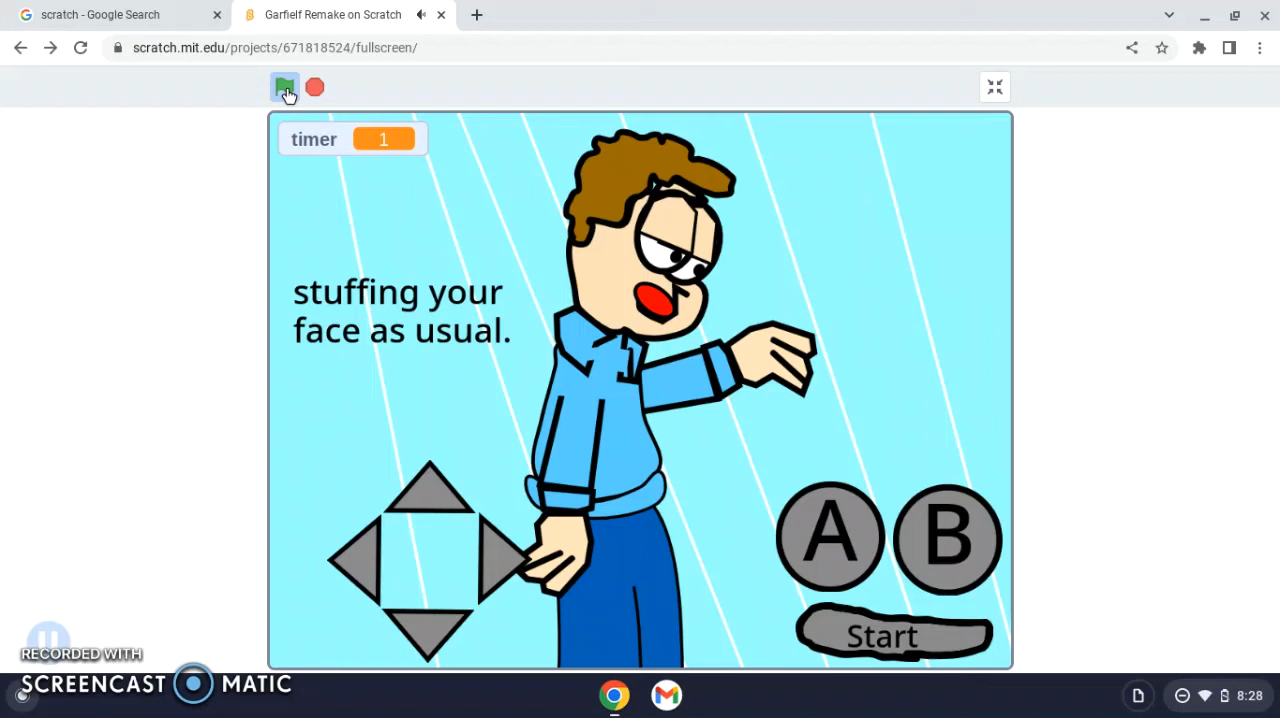 scratch - Google Search
Garfielf Remake on Scratch
scratch.mit.edu/projects/671818524/fullscreen/
timer 1
stuffing your
face as usual.
A B
Start
RECORDED WITH
SCREENCAST MATIC
8:28